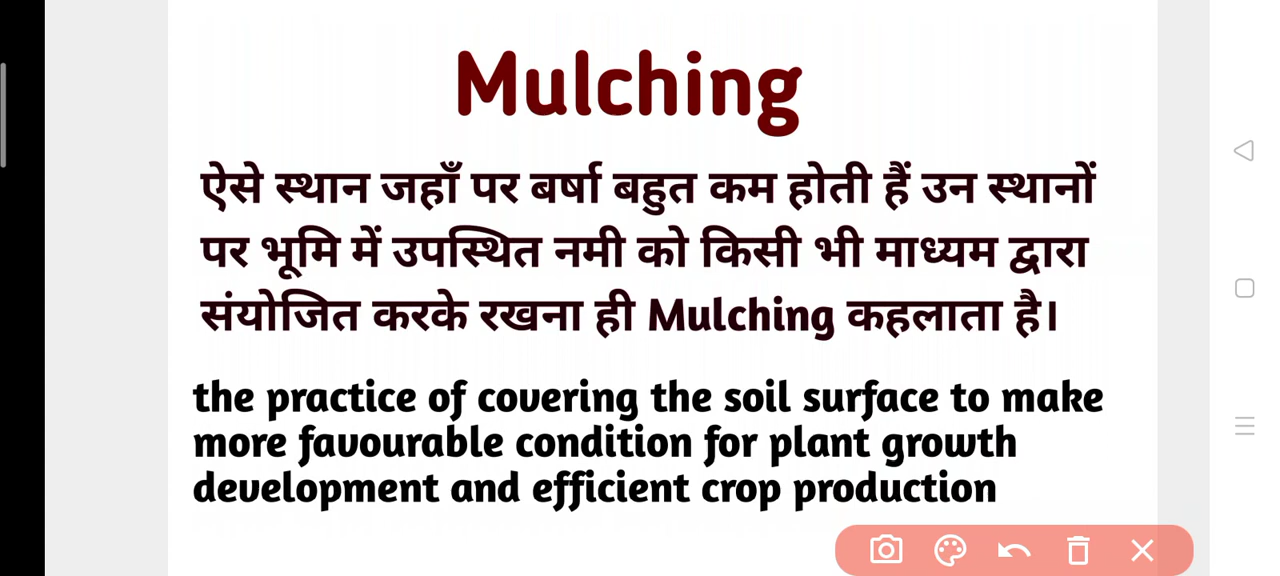 Mulching
ऐसे स्थान जहाँ पर बर्षा बहुत कम होती हैं उन स्थानों
पर भूमि में उपस्थित नमी को किसी भी माध्यम द्वारा
संयोजित करके रखना ही Mulching कहलाता है।
the practice of covering the soil surface to make
more favourable condition for plant growth
development and efficient crop production